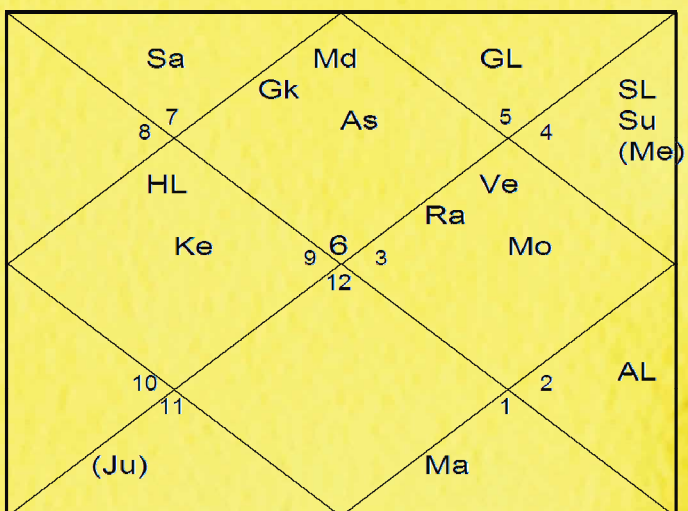 Sa Md GL
Gk SL
As Su
7 5
8 4
(Me)
HL Ve
Ra
Ke 6 Mo
9 3
12
AL
10 2
11 1
(Ju) Ma